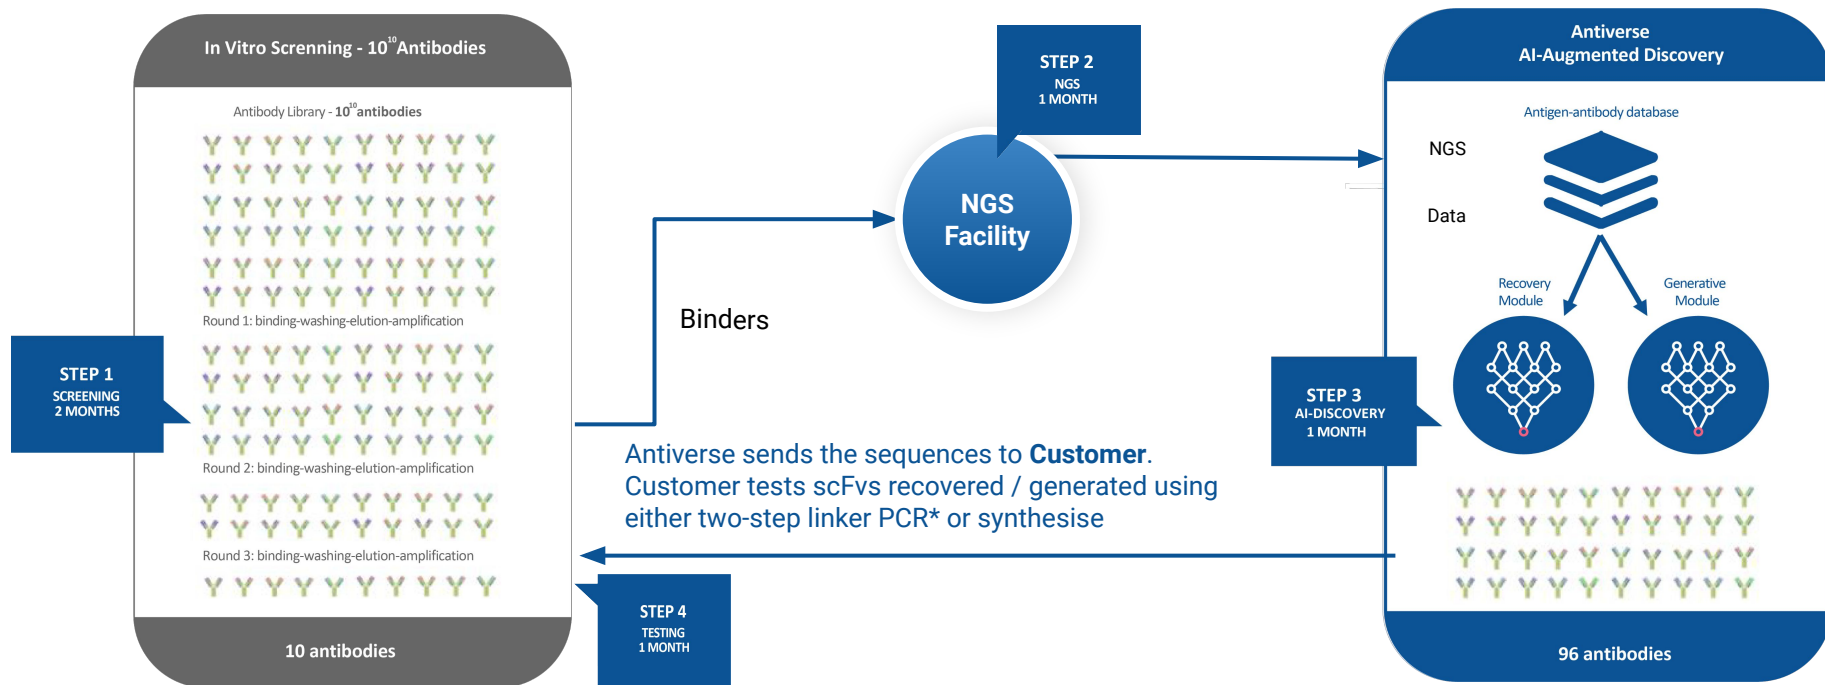 In Vitro Screnning - 10¹⁰ Antibodies
Antibody Library - 10¹⁰ antibodies
Round 1: binding-washing-elution-amplification
Round 2: binding-washing-elution-amplification
Round 3: binding-washing-elution-amplification
10 antibodies
STEP 1
SCREENING
2 MONTHS
Binders
NGS
Facility
STEP 2
NGS
1 MONTH
Antiverse sends the sequences to Customer.
Customer tests scFvs recovered / generated using
either two-step linker PCR* or synthesise
STEP 4
TESTING
1 MONTH
Antiverse
AI-Augmented Discovery
Antigen-antibody database
NGS
Data
Recovery
Module
Generative
Module
STEP 3
AI-DISCOVERY
1 MONTH
96 antibodies